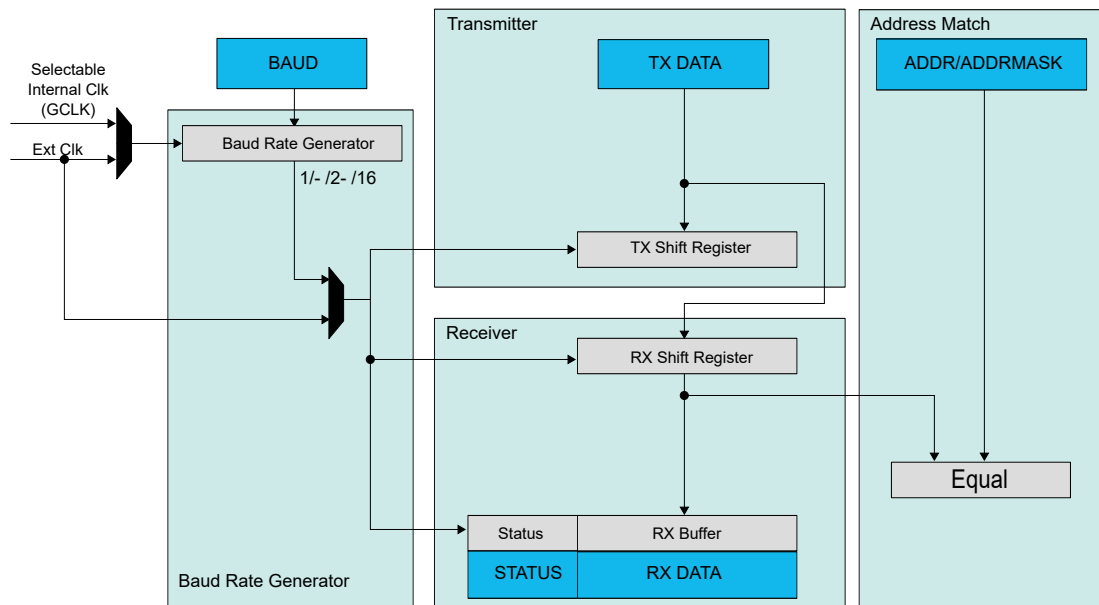 Transmitter
Address Match
BAUD
TX DATA
ADDR/ADDRMASK
Selectable
Internal Clk
(GCLK)
Ext Clk
Baud Rate Generator
1/- /2- /16
TX Shift Register
Receiver
RX Shift Register
Equal
Status
RX Buffer
STATUS
RX DATA
Baud Rate Generator